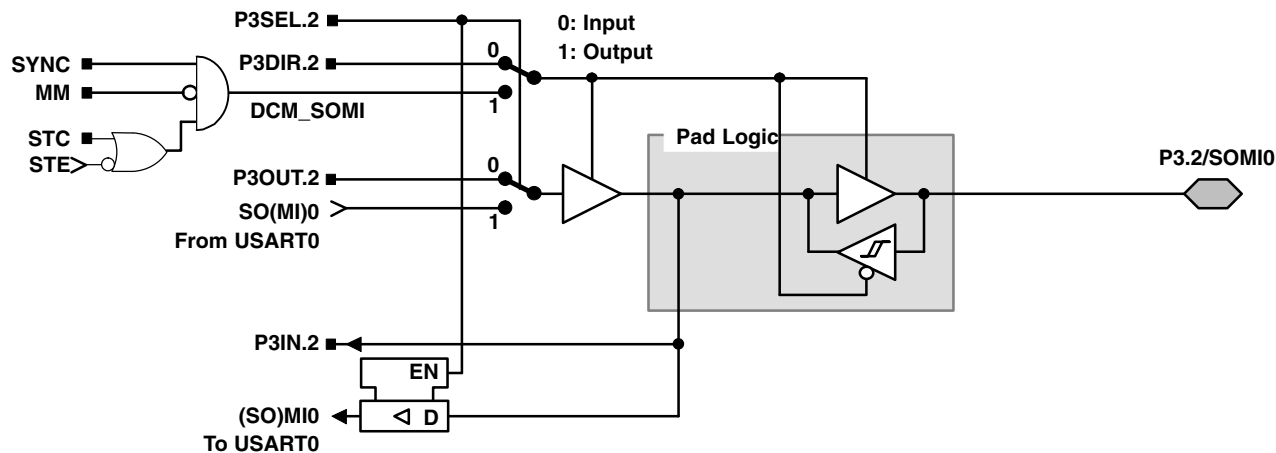 P3SEL.2
0: Input
1: Output
SYNC
P3DIR.2
0
MM
1
DCM_SOMI
STC
Pad Logic
STE
P3.2/SOMI0
0
P3OUT.2
SO(MI)0
1
From USART0
P3IN.2
EN
(SO)MI0
D
To USART0